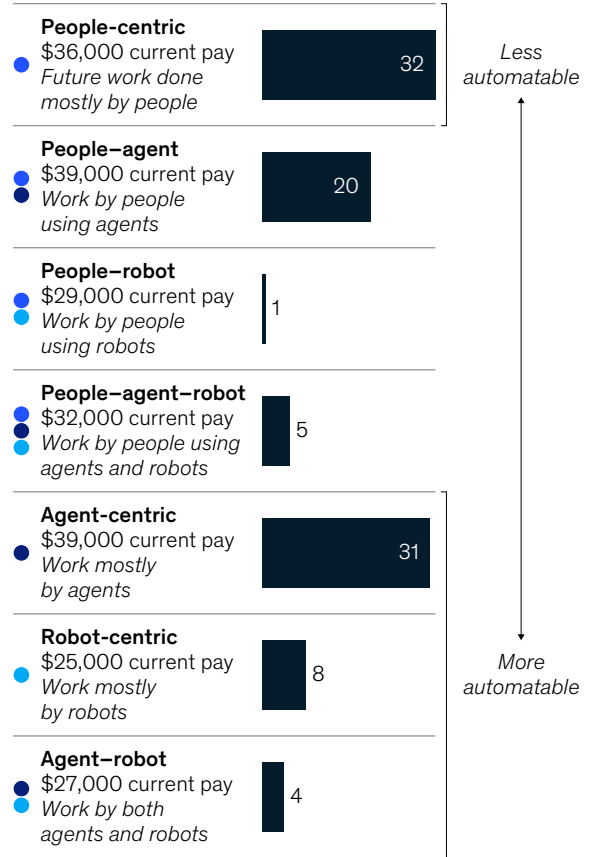 People-centric
$36,000 current pay
Future work done
mostly by people
32
Less
automatable
People–agent
$39,000 current pay
Work by people
using agents
20
People–robot
$29,000 current pay
Work by people
using robots
1
People–agent–robot
$32,000 current pay
Work by people using
agents and robots
5
Agent-centric
$39,000 current pay
Work mostly
by agents
31
Robot-centric
$25,000 current pay
Work mostly
by robots
8
More
automatable
Agent–robot
$27,000 current pay
Work by both
agents and robots
4